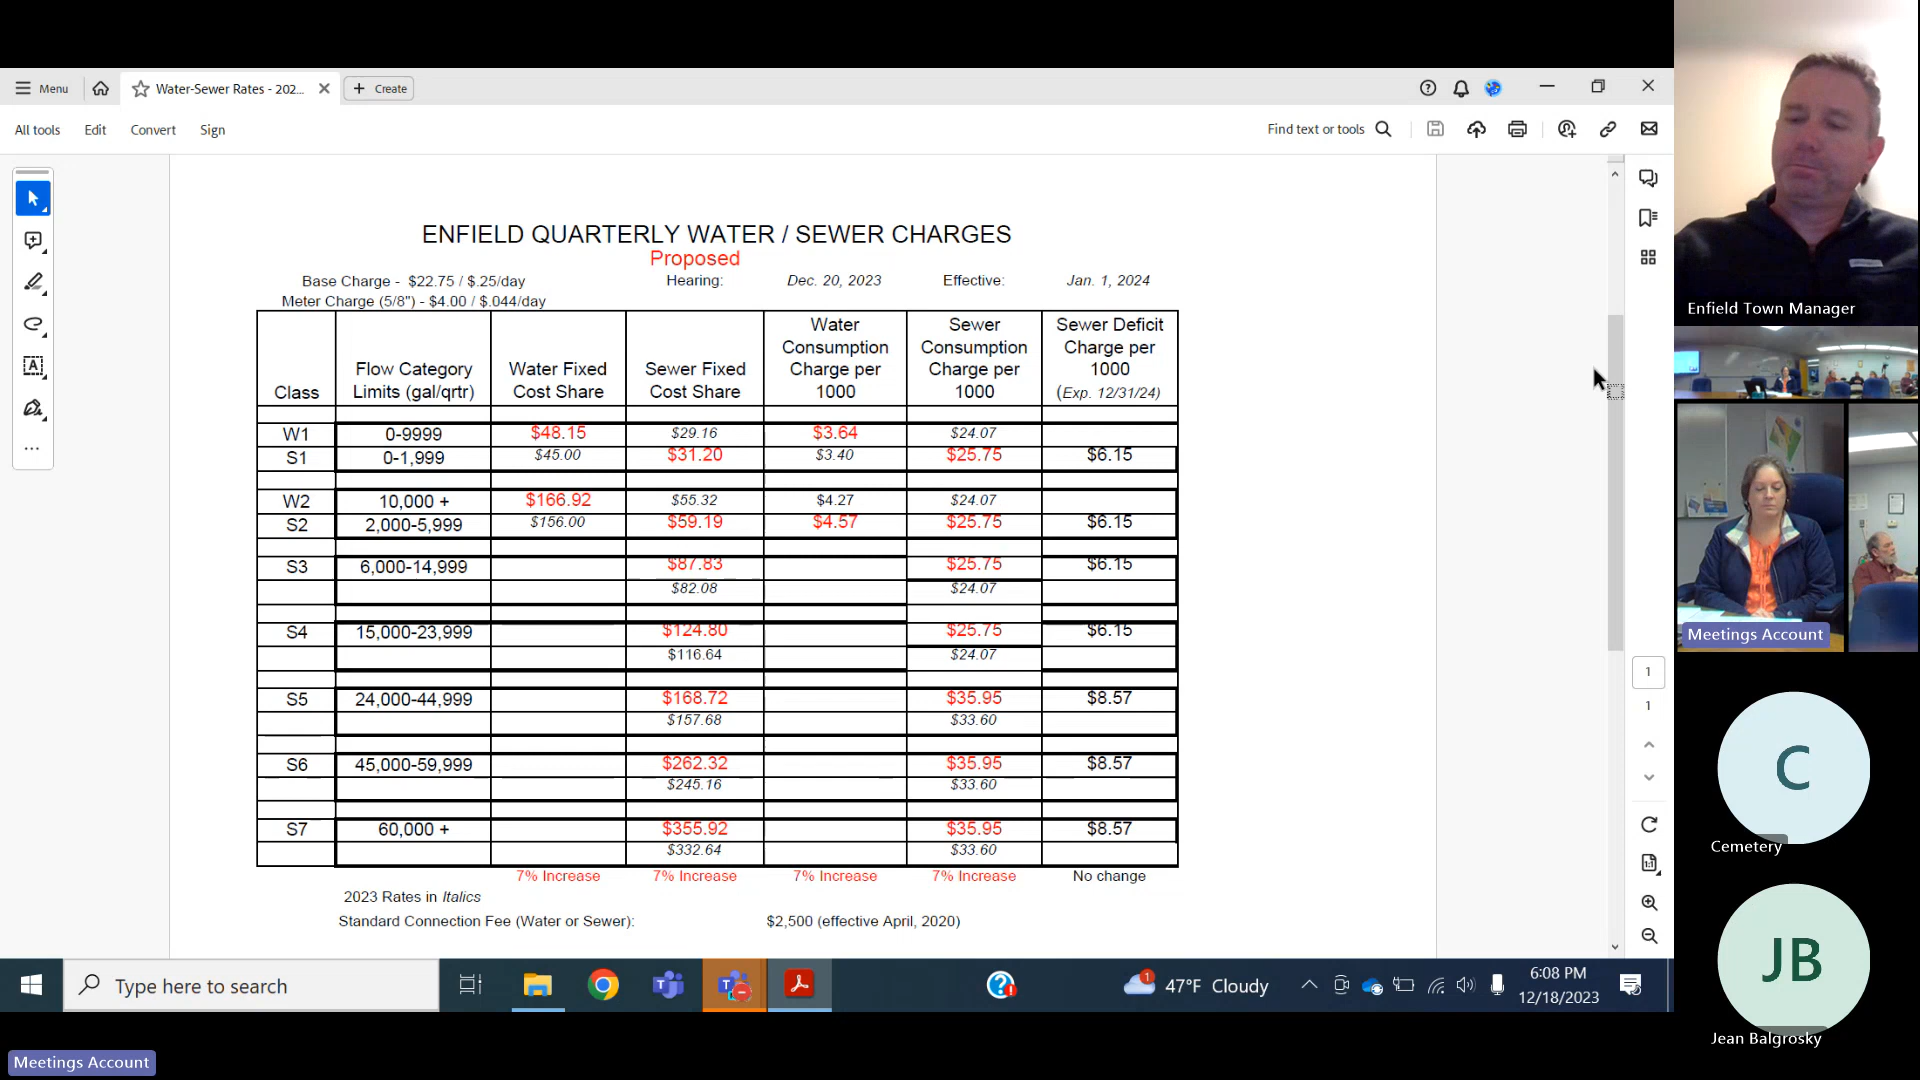 Menu
Water-Sewer Rates - 202...
Create
All tools
Edit
Convert
Sign
Find text or tools
ENFIELD QUARTERLY WATER / SEWER CHARGES
Proposed
Base Charge - $22.75 / $.25/day
Hearing: Dec. 20, 2023 Effective: Jan. 1, 2024
Meter Charge (5/8") - $4.00 / $.044/day
Class
Flow Category Limits (gal/qrtr)
Water Fixed Cost Share
Sewer Fixed Cost Share
Water Consumption Charge per 1000
Sewer Consumption Charge per 1000
Sewer Deficit Charge per 1000 (Exp. 12/31/24)
W1 0-9999 $48.15 $29.16 $3.64 $24.07
S1 0-1,999 $45.00 $31.20 $3.40 $25.75 $6.15
W2 10,000 + $166.92 $55.32 $4.27 $24.07
S2 2,000-5,999 $156.00 $59.19 $4.57 $25.75 $6.15
S3 6,000-14,999 $87.83 $25.75 $6.15
$82.08 $24.07
S4 15,000-23,999 $124.80 $25.75 $6.15
$116.64 $24.07
S5 24,000-44,999 $168.72 $35.95 $8.57
$157.68 $33.60
S6 45,000-59,999 $262.32 $35.95 $8.57
$245.16 $33.60
S7 60,000 + $355.92 $35.95 $8.57
$332.64 $33.60
7% Increase 7% Increase 7% Increase 7% Increase No change
2023 Rates in Italics
Standard Connection Fee (Water or Sewer): $2,500 (effective April, 2020)
1
1
Type here to search
1
47°F Cloudy
6:08 PM
12/18/2023
Enfield Town Manager
Meetings Account
C
Cemetery
JB
Jean Balgrosky
Meetings Account